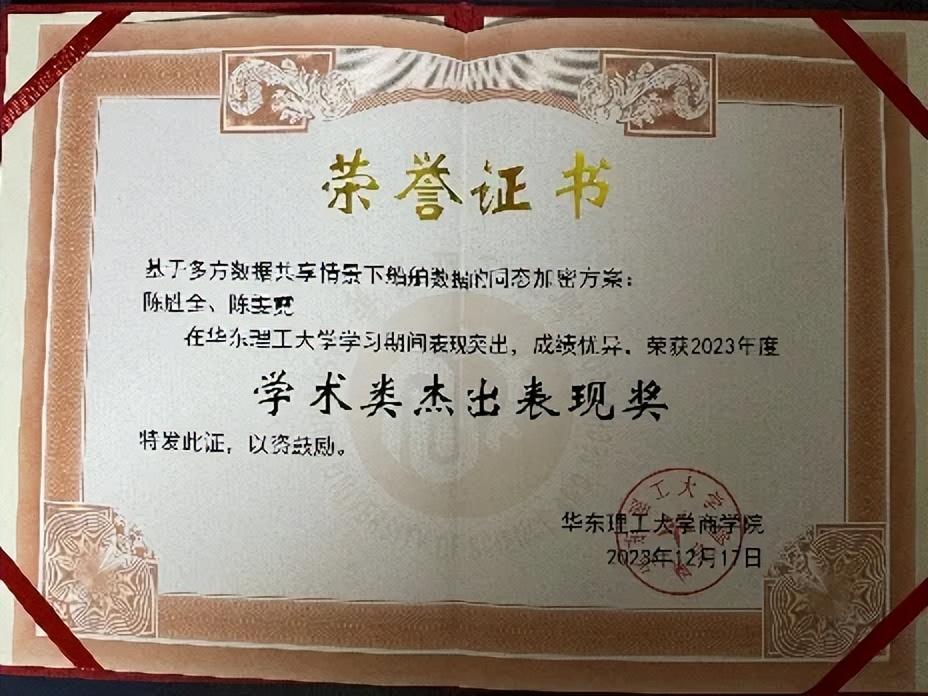 荣誉证书
基于多方数据共享情景下船舶数据的同态加密方案：
陈胜全、陈
在华东理工大学学习期间表现突出，成绩优异。荣获2023年度
学术类杰出表现奖
特发此证，以资鼓励。
华东理工大学商学院
2023年12月17日